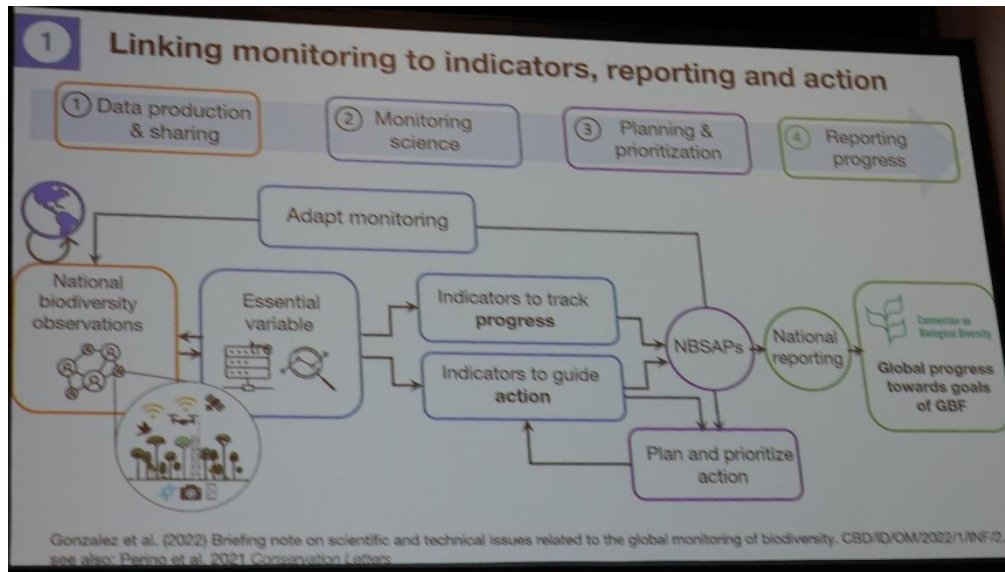 1
Linking monitoring to indicators, reporting and action
1 Data production
& sharing
2 Monitoring
science
3 Planning &
prioritization
4 Reporting
progress
Adapt monitoring
National
biodiversity
observations
Essential
variable
tre
Indicators to track
progress
Indicators to guide
action
NBSAPs
National
reporting
Convention on
Biological Diversity
Global progress
towards goals
of GBF
Plan and prioritize
action
Gonzalez et al. (2022) Briefing note on scientific and technical issues related to the global monitoring of biodiversity. CBD/ID/OM/2022/1/INF/2.
see also: Perino et al. 2021 Conservation Letters